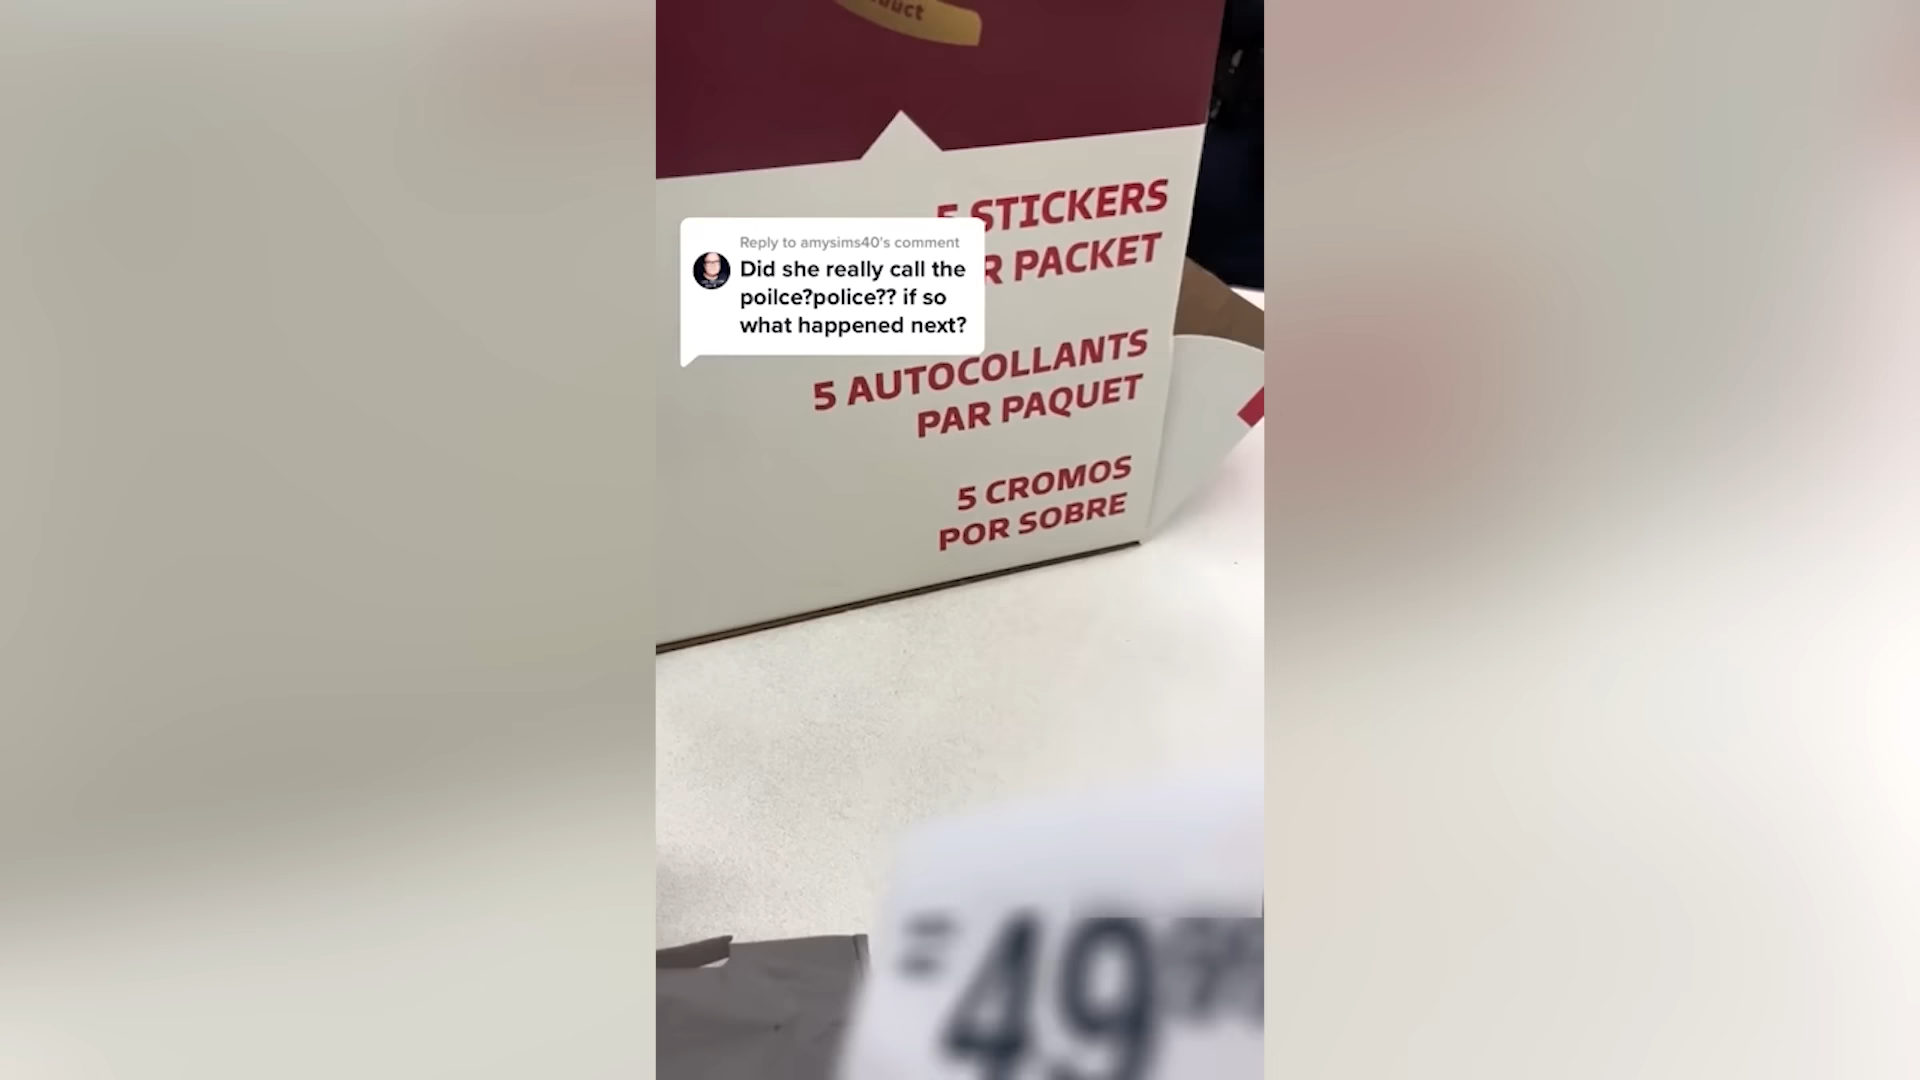 5 STICKERS
PACKET
Reply to amysims40's comment
Did she really call the
poilce?police?? if so
what happened next?
5 AUTOCOLLANTS
PAR PAQUET
5 CROMOS
POR SOBRE
49